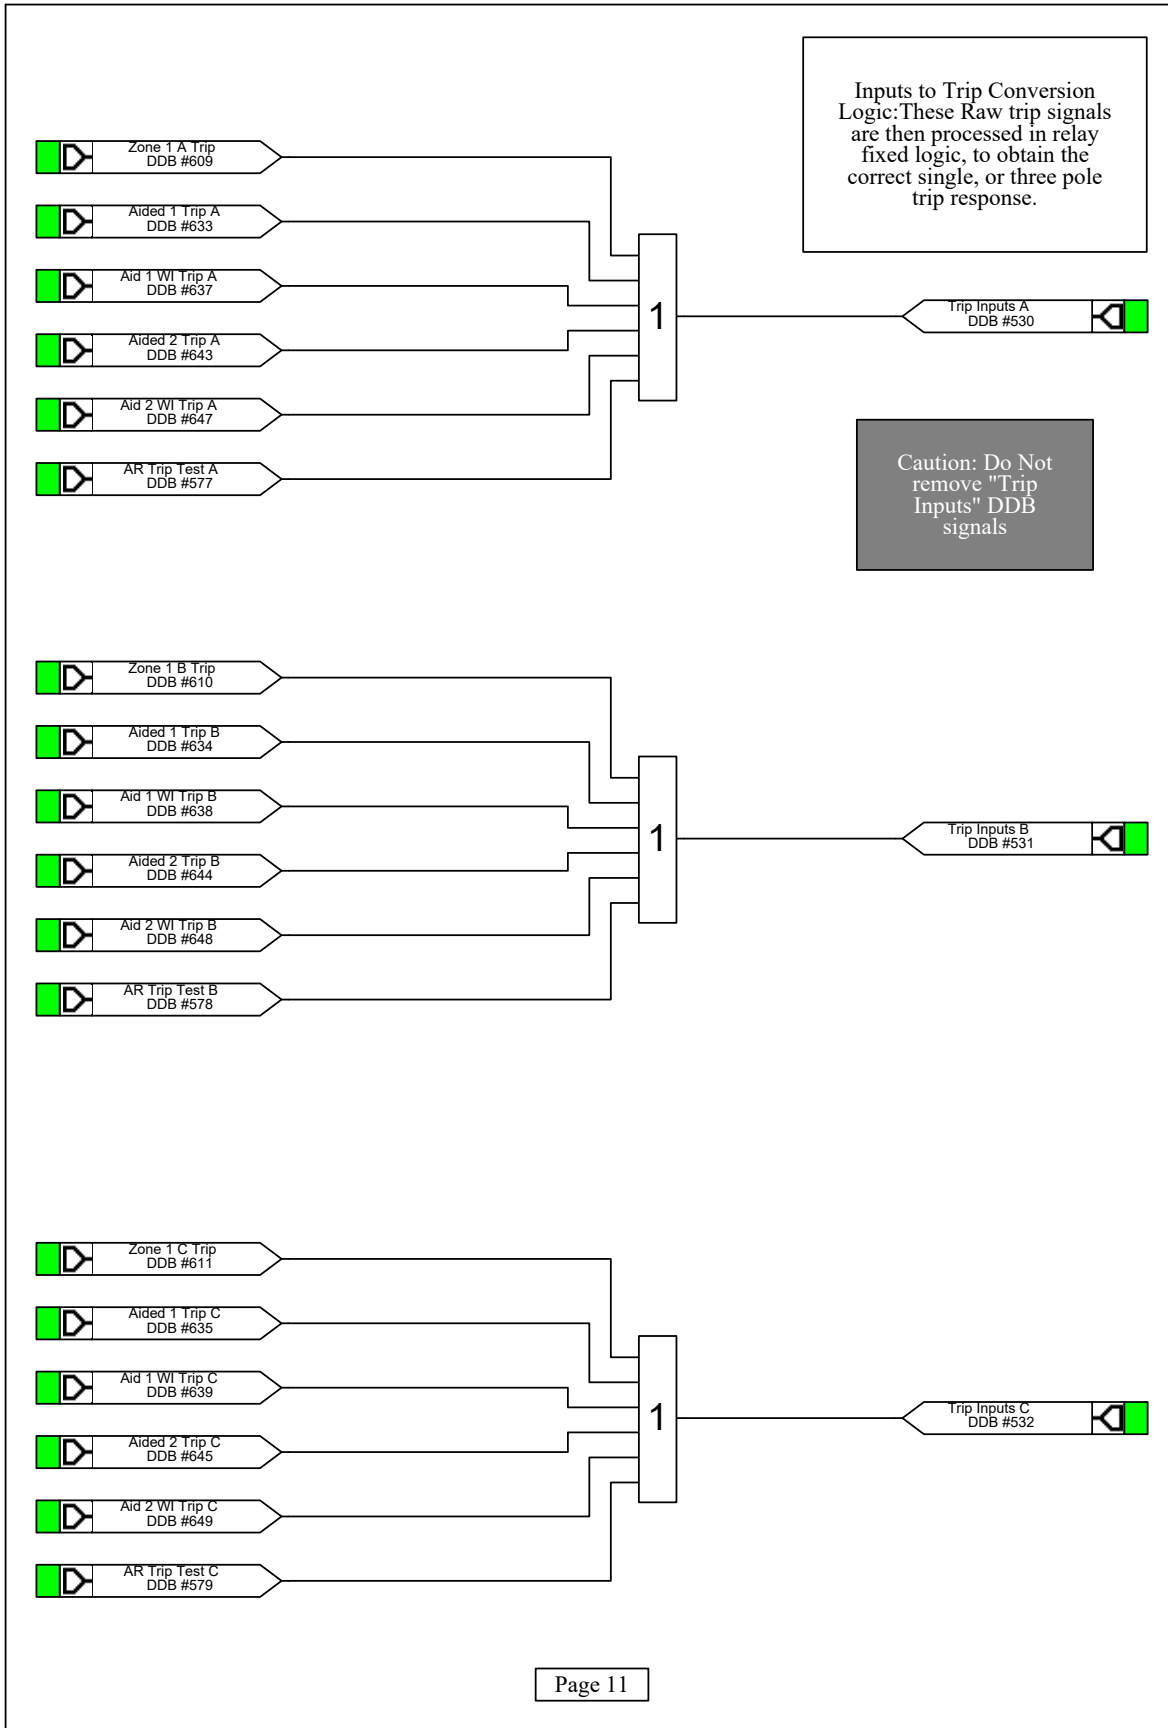 Inputs to Trip Conversion
Logic:These Raw trip signals
are then processed in relay
fixed logic, to obtain the
correct single, or three pole
trip response.
Zone 1 A Trip
DDB #609
Aided 1 Trip A
DDB #633
Aid 1 WI Trip A
DDB #637
Aided 2 Trip A
DDB #643
Aid 2 WI Trip A
DDB #647
AR Trip Test A
DDB #577
1
Trip Inputs A
DDB #530
Caution: Do Not
remove "Trip
Inputs" DDB
signals
Zone 1 B Trip
DDB #610
Aided 1 Trip B
DDB #634
Aid 1 WI Trip B
DDB #638
Aided 2 Trip B
DDB #644
Aid 2 WI Trip B
DDB #648
AR Trip Test B
DDB #578
1
Trip Inputs B
DDB #531
Zone 1 C Trip
DDB #611
Aided 1 Trip C
DDB #635
Aid 1 WI Trip C
DDB #639
Aided 2 Trip C
DDB #645
Aid 2 WI Trip C
DDB #649
AR Trip Test C
DDB #579
1
Trip Inputs C
DDB #532
Page 11